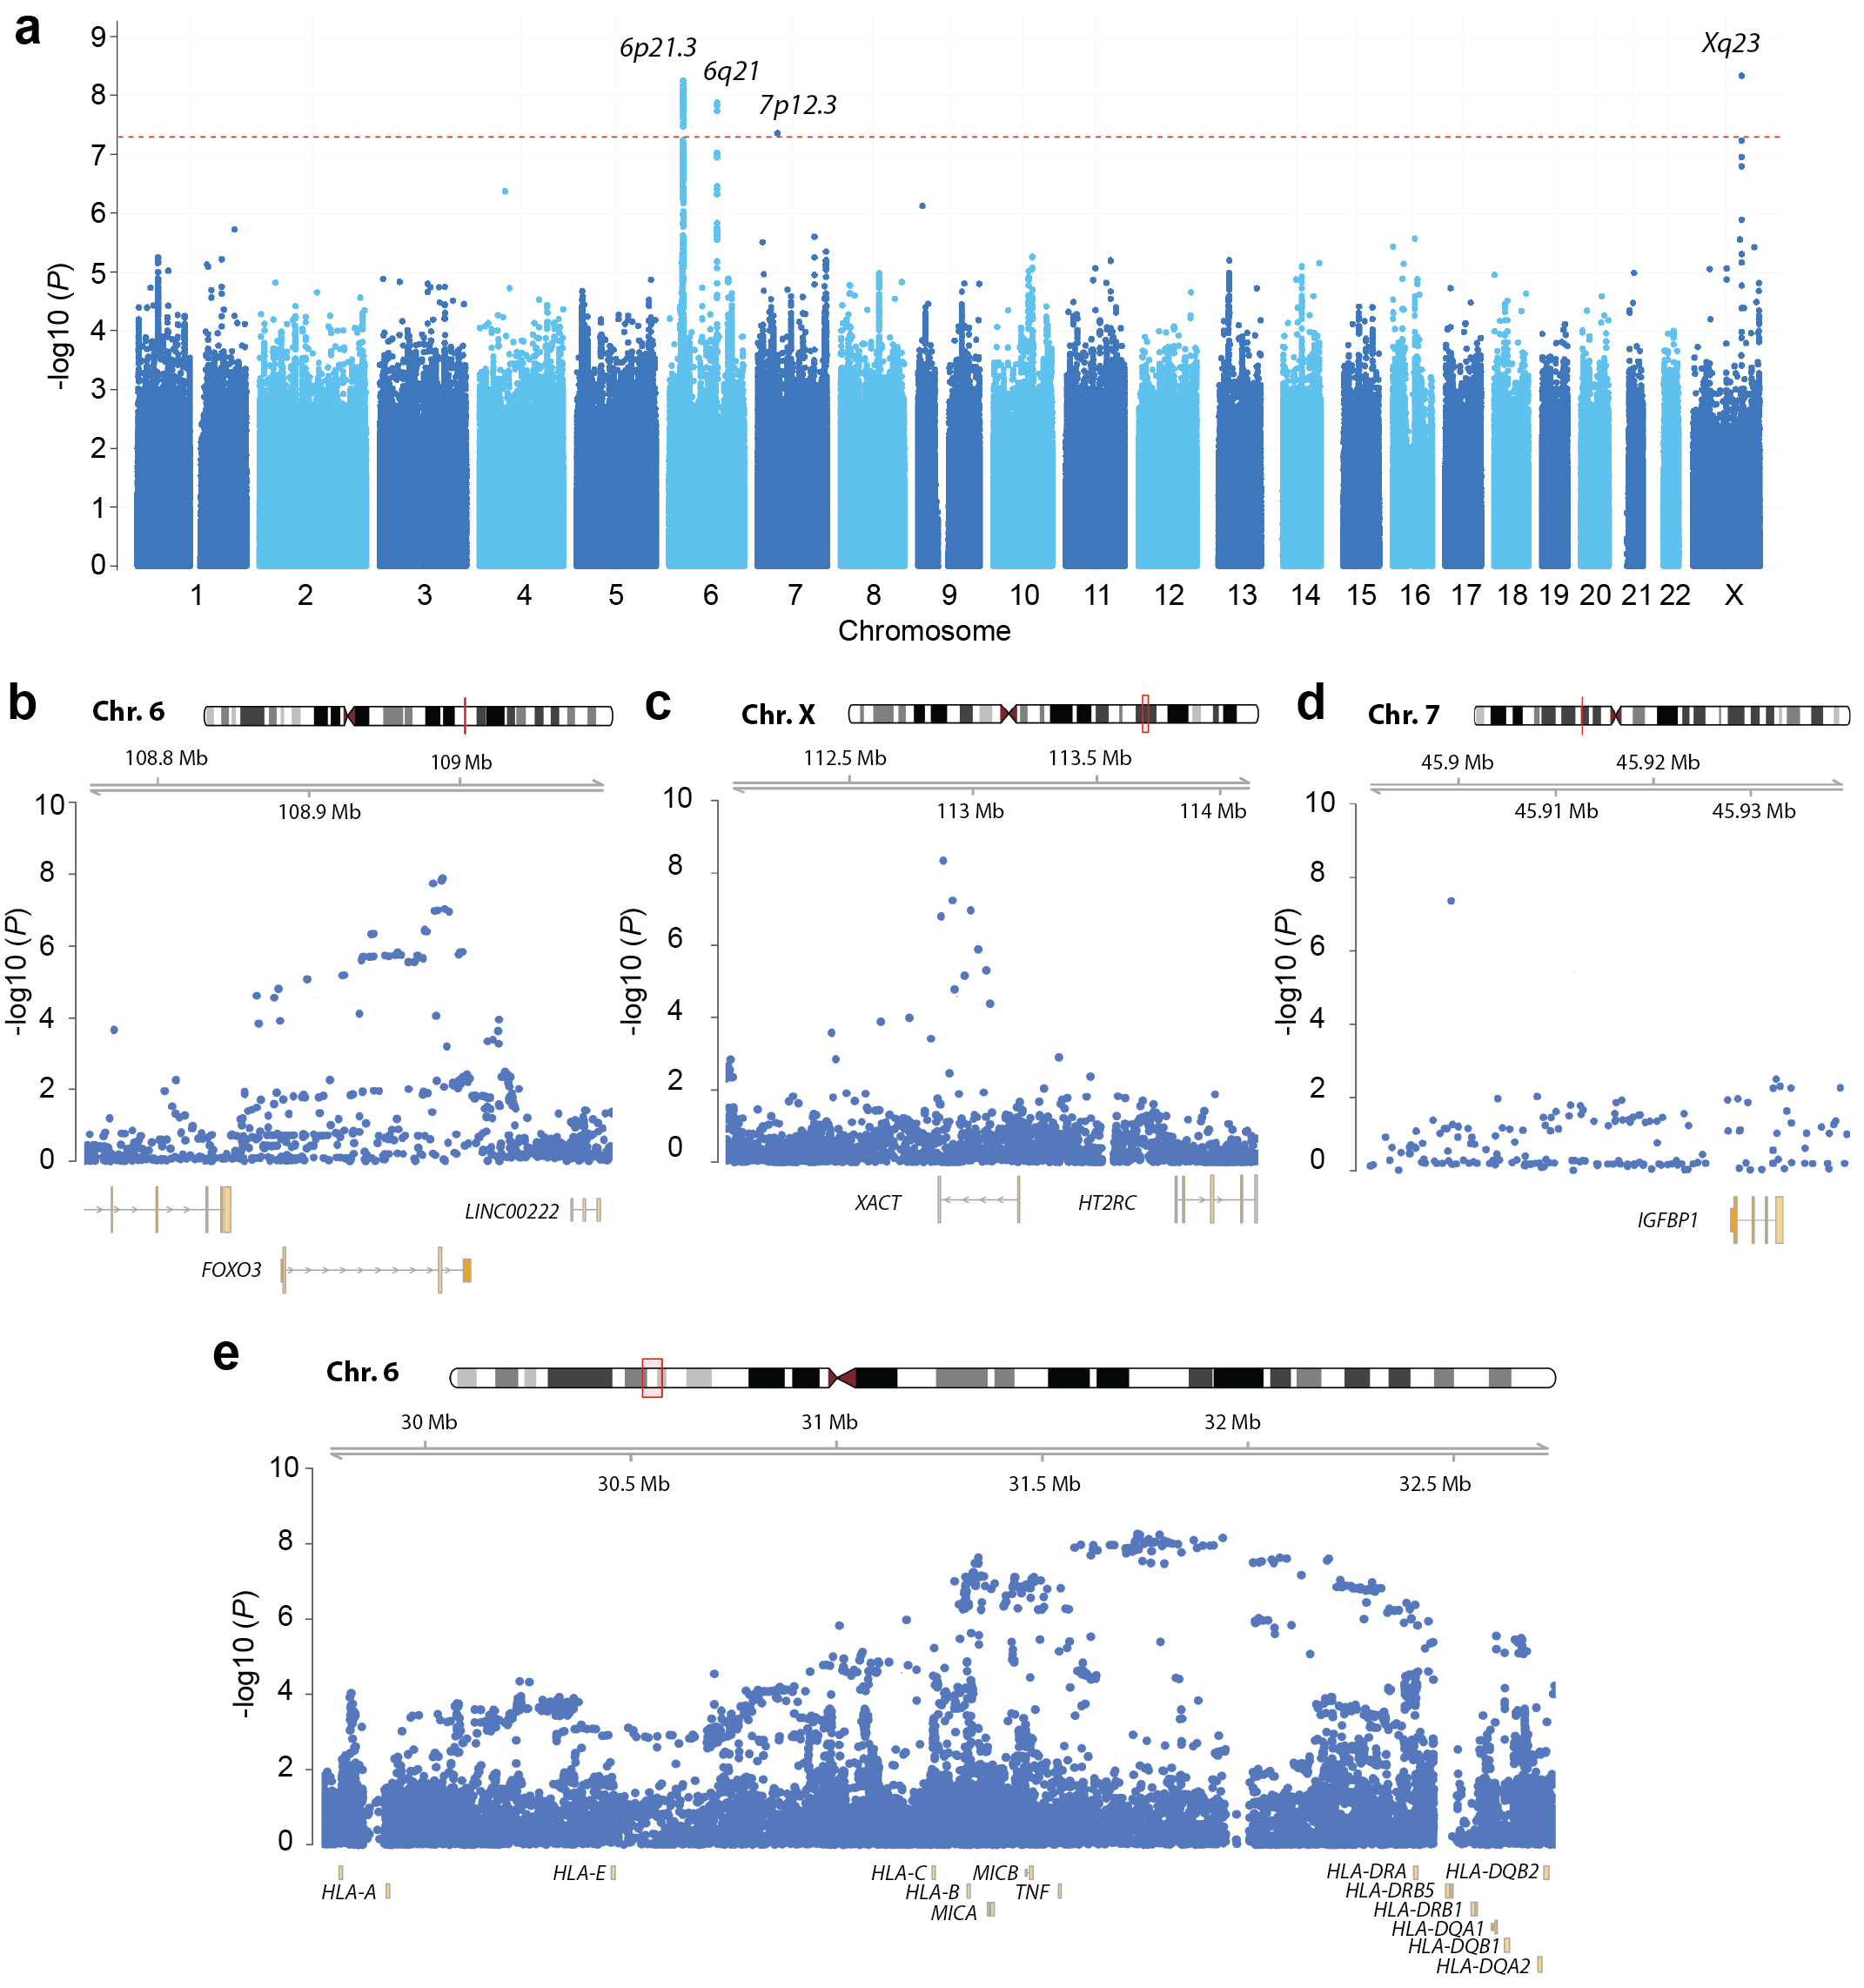 a
6p21.3
6q21
7p12.3
Xq23
9
8
7
6
5
4
3
2
1
0
-log10 (P)
1 2 3 4 5 6 7 8 9 10 11 12 13 14 15 16 17 18 19 20 21 22 X
Chromosome
b
Chr. 6
108.8 Mb 109 Mb
108.9 Mb
10
8
6
4
2
0
-log10 (P)
LINC00222
FOXO3
c
Chr. X
112.5 Mb 113.5 Mb
113 Mb 114 Mb
10
8
6
4
2
0
-log10 (P)
XACT HT2RC
d
Chr. 7
45.9 Mb 45.92 Mb
45.91 Mb 45.93 Mb
10
8
6
4
2
0
-log10 (P)
IGFBP1
e
Chr. 6
30 Mb 31 Mb 32 Mb
30.5 Mb 31.5 Mb 32.5 Mb
10
8
6
4
2
0
-log10 (P)
HLA-E HLA-C MICB HLA-DRA HLA-DQB2
HLA-A HLA-B TNF HLA-DRB5
MICA HLA-DRB1
HLA-DQA1
HLA-DQB1
HLA-DQA2